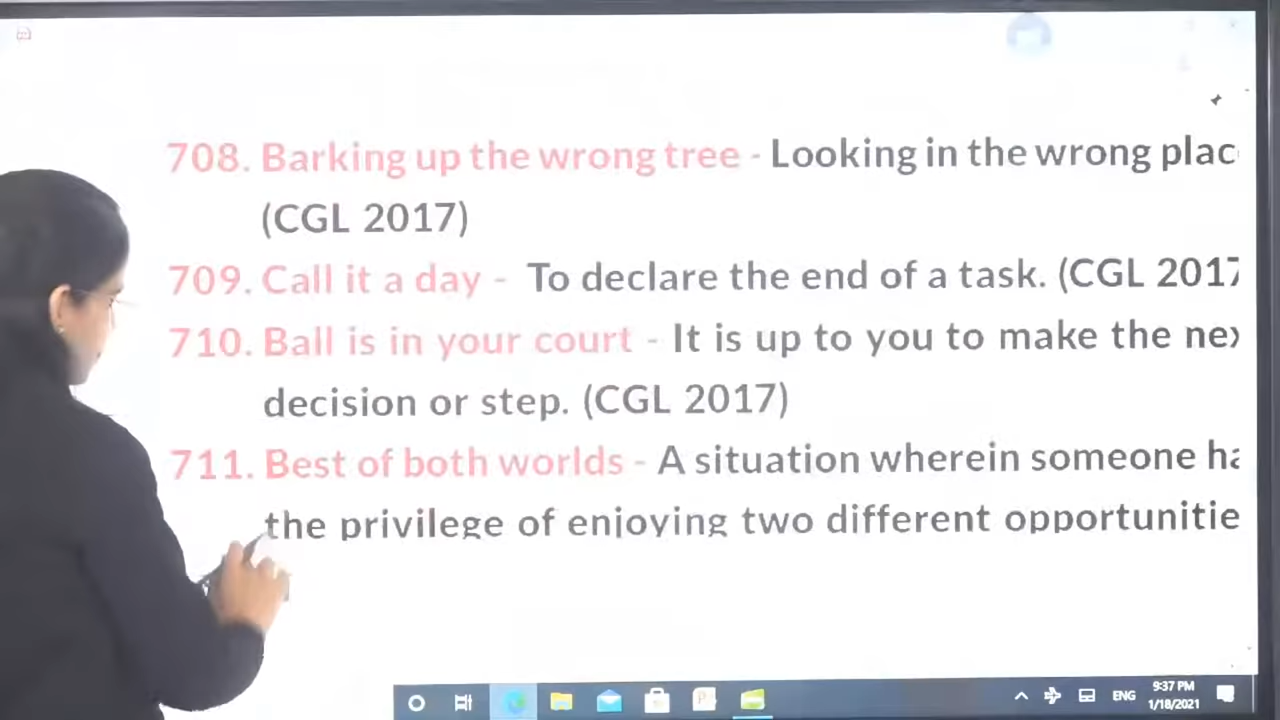 708. Barking up the wrong tree - Looking in the wrong plac
(CGL 2017)
709. Call it a day - To declare the end of a task. (CGL 2017
710. Ball is in your court - It is up to you to make the nex
decision or step. (CGL 2017)
711. Best of both worlds - A situation wherein someone ha
the privilege of enjoying two different opportunitie
ENG
9:37 PM
1/18/2021